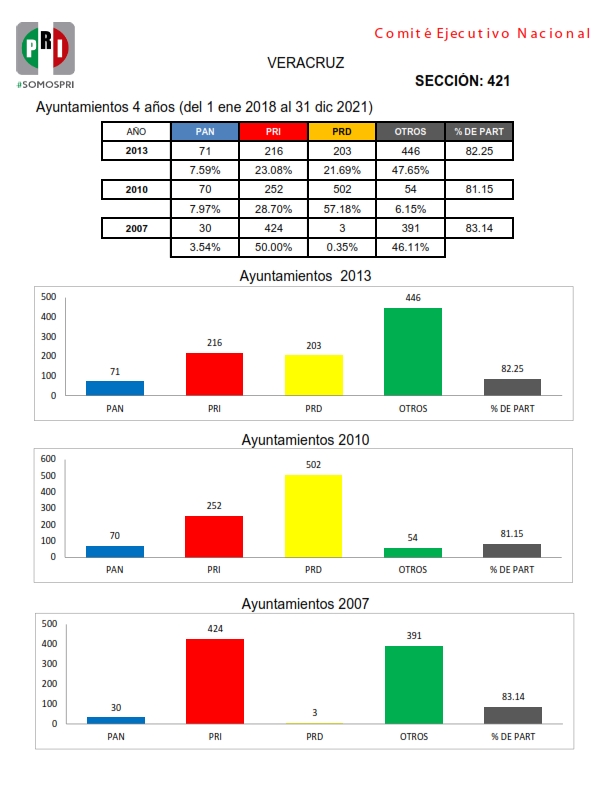 Comité Ejecutivo Nacional
PRI
#SOMOSPRI
VERACRUZ
SECCIÓN: 421
Ayuntamientos 4 años (del 1 ene 2018 al 31 dic 2021)
AÑO PAN PRI PRD OTROS % DE PART
2013 71 216 203 446 82.25
7.59% 23.08% 21.69% 47.65%
2010 70 252 502 54 81.15
7.97% 28.70% 57.18% 6.15%
2007 30 424 3 391 83.14
3.54% 50.00% 0.35% 46.11%
Ayuntamientos 2013
500
400
300
200
100
0
71 216 203 446 82.25
PAN PRI PRD OTROS % DE PART
Ayuntamientos 2010
600
500
400
300
200
100
0
70 252 502 54 81.15
PAN PRI PRD OTROS % DE PART
Ayuntamientos 2007
500
400
300
200
100
0
30 424 3 391 83.14
PAN PRI PRD OTROS % DE PART